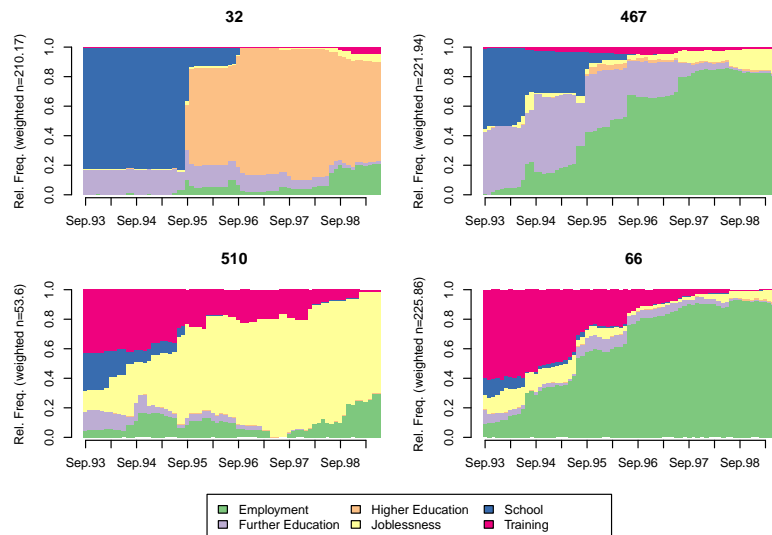 32
Rel. Freq. (weighted n=210.17)
1.0
0.8
0.6
0.4
0.2
0.0
Sep.93 Sep.94 Sep.95 Sep.96 Sep.97 Sep.98
467
Rel. Freq. (weighted n=221.94)
1.0
0.8
0.6
0.4
0.2
0.0
Sep.93 Sep.94 Sep.95 Sep.96 Sep.97 Sep.98
510
Rel. Freq. (weighted n=53.6)
1.0
0.8
0.6
0.4
0.2
0.0
Sep.93 Sep.94 Sep.95 Sep.96 Sep.97 Sep.98
66
Rel. Freq. (weighted n=225.86)
1.0
0.8
0.6
0.4
0.2
0.0
Sep.93 Sep.94 Sep.95 Sep.96 Sep.97 Sep.98
Employment Higher Education School
Further Education Joblessness Training